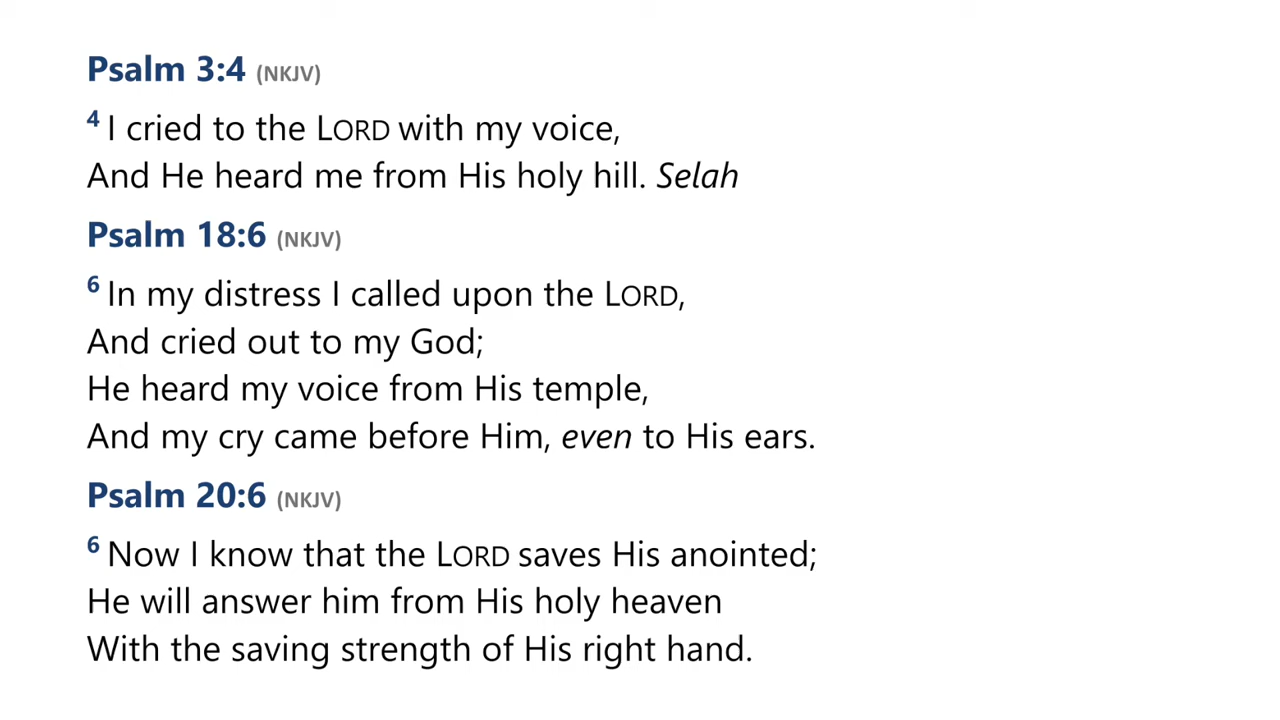 Psalm 3:4 (NKJV)
4 I cried to the LORD with my voice,
And He heard me from His holy hill. Selah
Psalm 18:6 (NKJV)
6 In my distress I called upon the LORD,
And cried out to my God;
He heard my voice from His temple,
And my cry came before Him, even to His ears.
Psalm 20:6 (NKJV)
6 Now I know that the LORD saves His anointed;
He will answer him from His holy heaven
With the saving strength of His right hand.